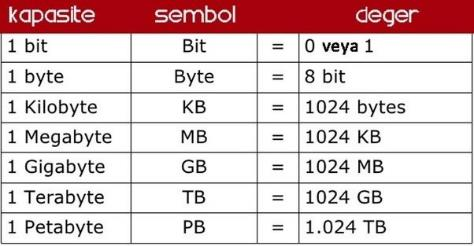 kapasite sembol deger
1 bit Bit = 0 veya 1
1 byte Byte = 8 bit
1 Kilobyte KB = 1024 bytes
1 Megabyte MB = 1024 KB
1 Gigabyte GB = 1024 MB
1 Terabyte TB = 1024 GB
1 Petabyte PB = 1.024 TB